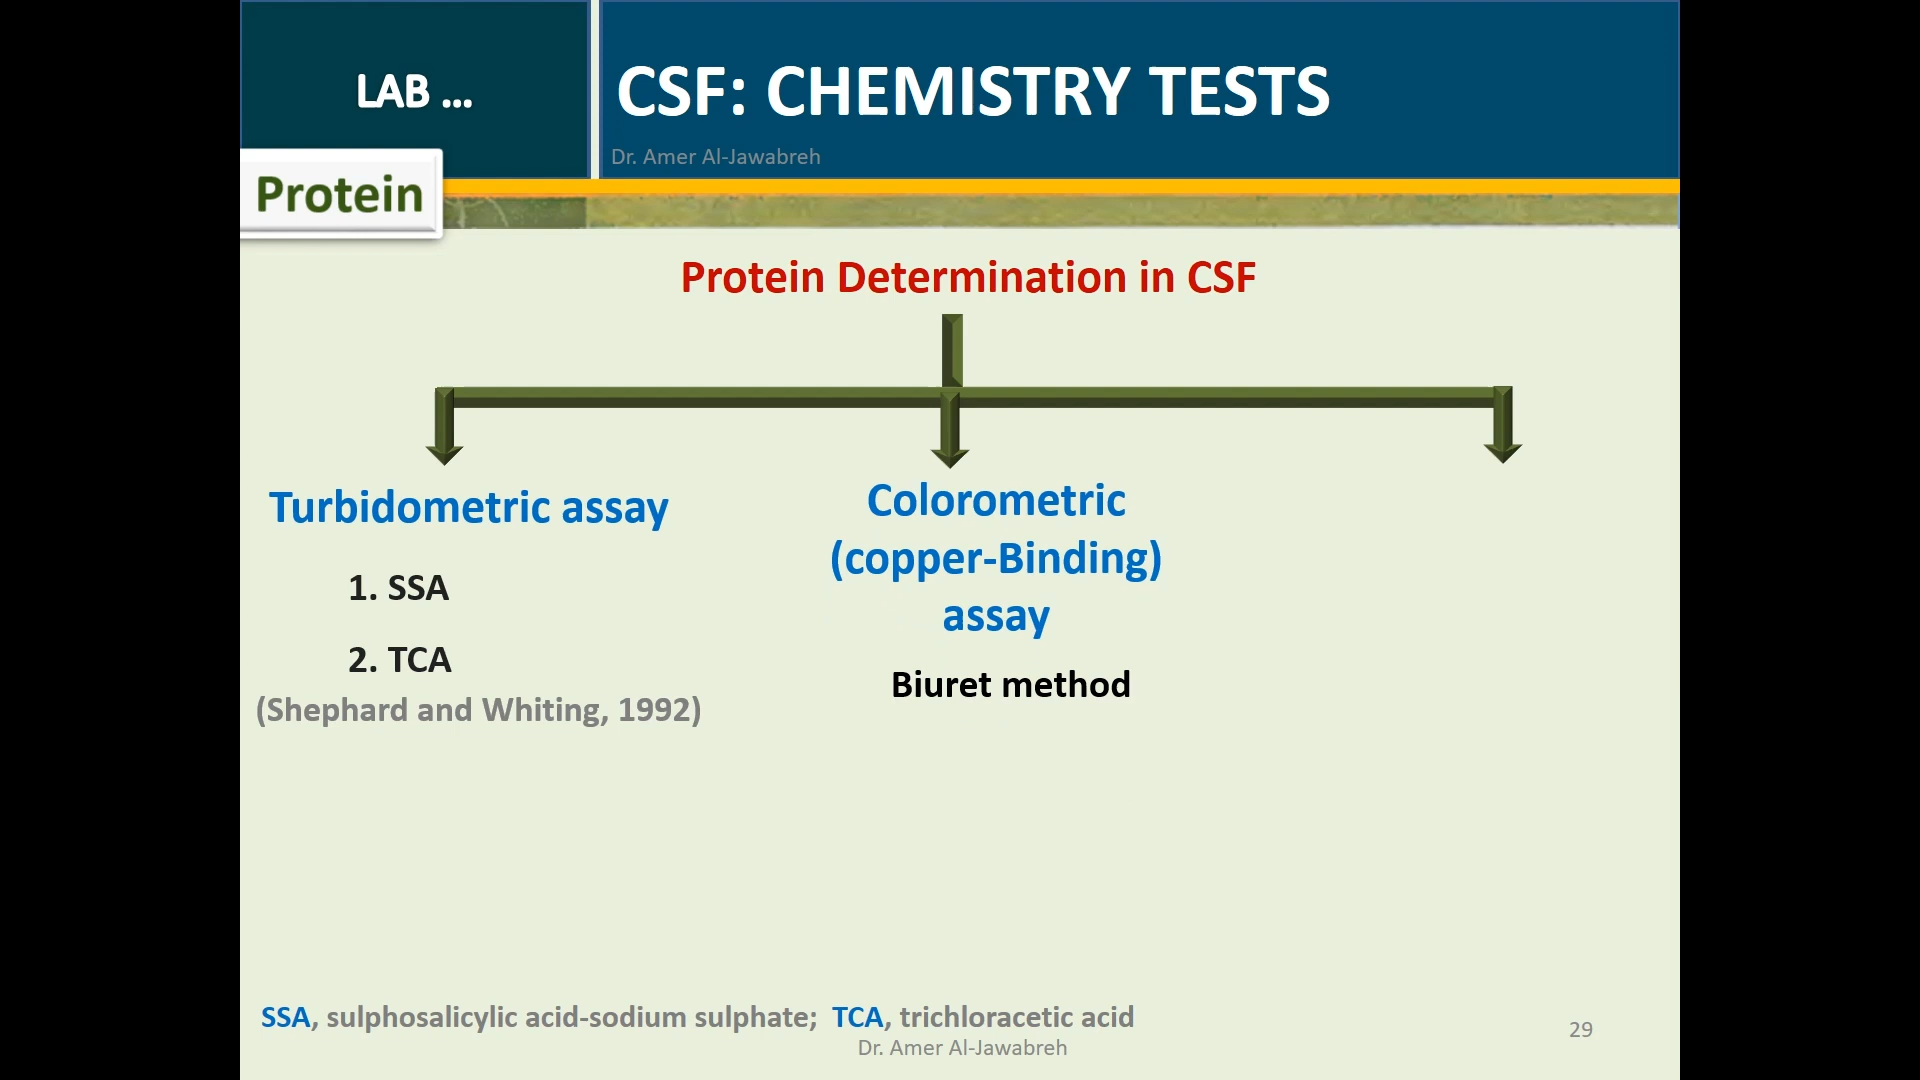 LAB ...
CSF: CHEMISTRY TESTS
Dr. Amer Al-Jawabreh
Protein
Protein Determination in CSF
Turbidometric assay
1. SSA
2. TCA
(Shephard and Whiting, 1992)
Colorometric
(copper-Binding)
assay
Biuret method
SSA, sulphosalicylic acid-sodium sulphate; TCA, trichloracetic acid
Dr. Amer Al-Jawabreh
29